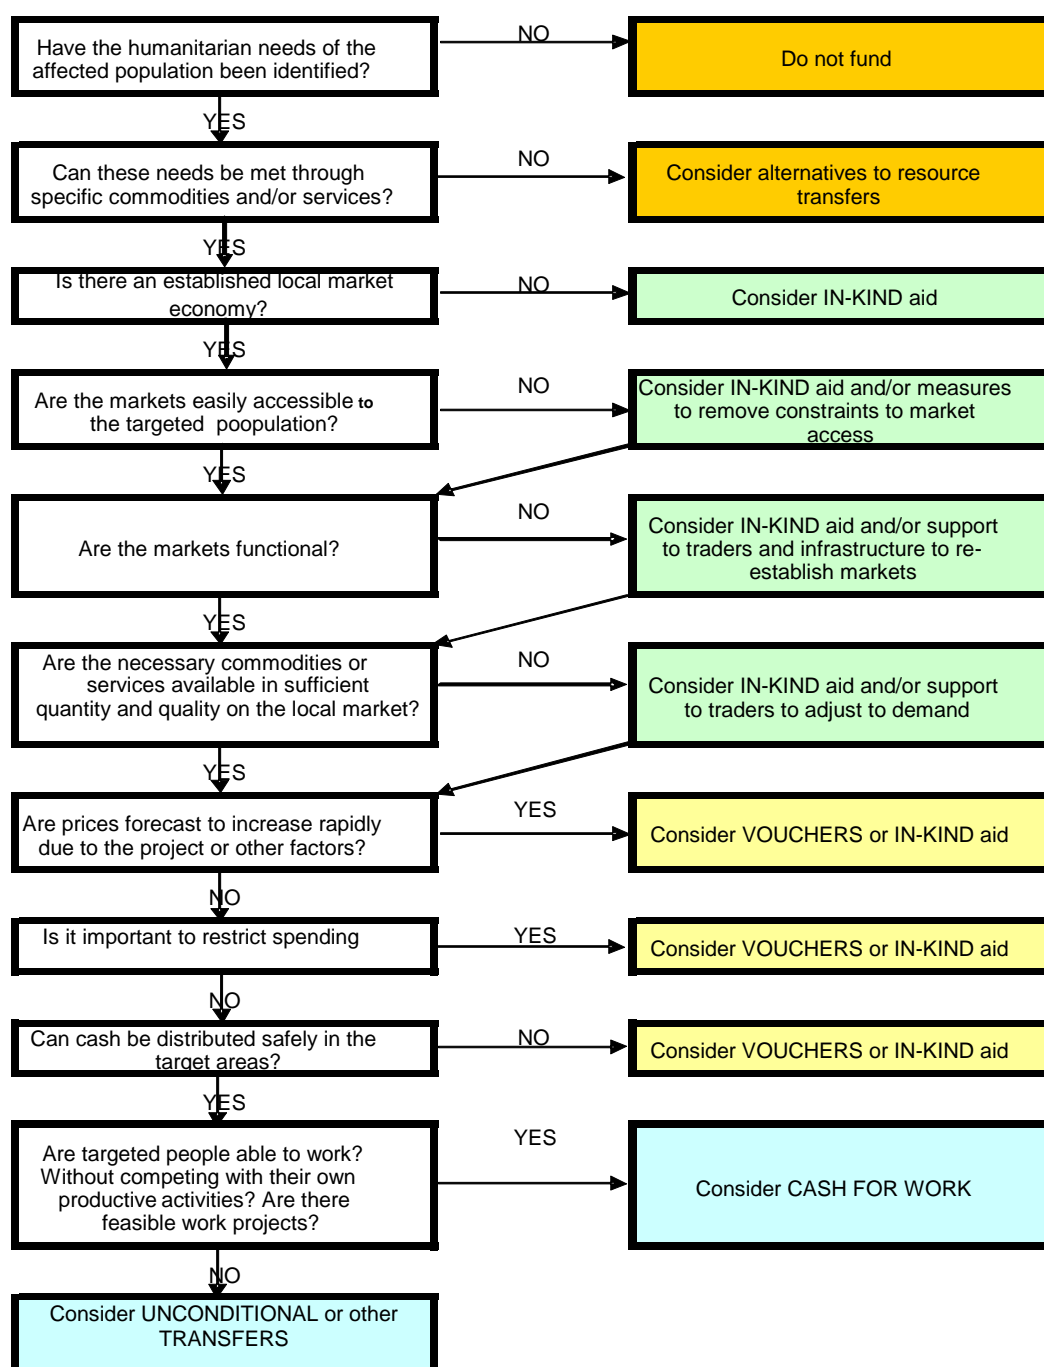 Have the humanitarian needs of the
affected population been identified?
NO
Do not fund
YES
Can these needs be met through
specific commodities and/or services?
NO
Consider alternatives to resource
transfers
YES
Is there an established local market
economy?
NO
Consider IN-KIND aid
YES
Are the markets easily accessible to
the targeted poopulation?
NO
Consider IN-KIND aid and/or measures
to remove constraints to market
access
YES
Are the markets functional?
NO
Consider IN-KIND aid and/or support
to traders and infrastructure to re-
establish markets
YES
Are the necessary commodities or
services available in sufficient
quantity and quality on the local market?
NO
Consider IN-KIND aid and/or support
to traders to adjust to demand
YES
Are prices forecast to increase rapidly
due to the project or other factors?
YES
Consider VOUCHERS or IN-KIND aid
NO
Is it important to restrict spending
YES
Consider VOUCHERS or IN-KIND aid
NO
Can cash be distributed safely in the
target areas?
NO
Consider VOUCHERS or IN-KIND aid
YES
Are targeted people able to work?
Without competing with their own
productive activities? Are there
feasible work projects?
YES
Consider CASH FOR WORK
NO
Consider UNCONDITIONAL or other
TRANSFERS